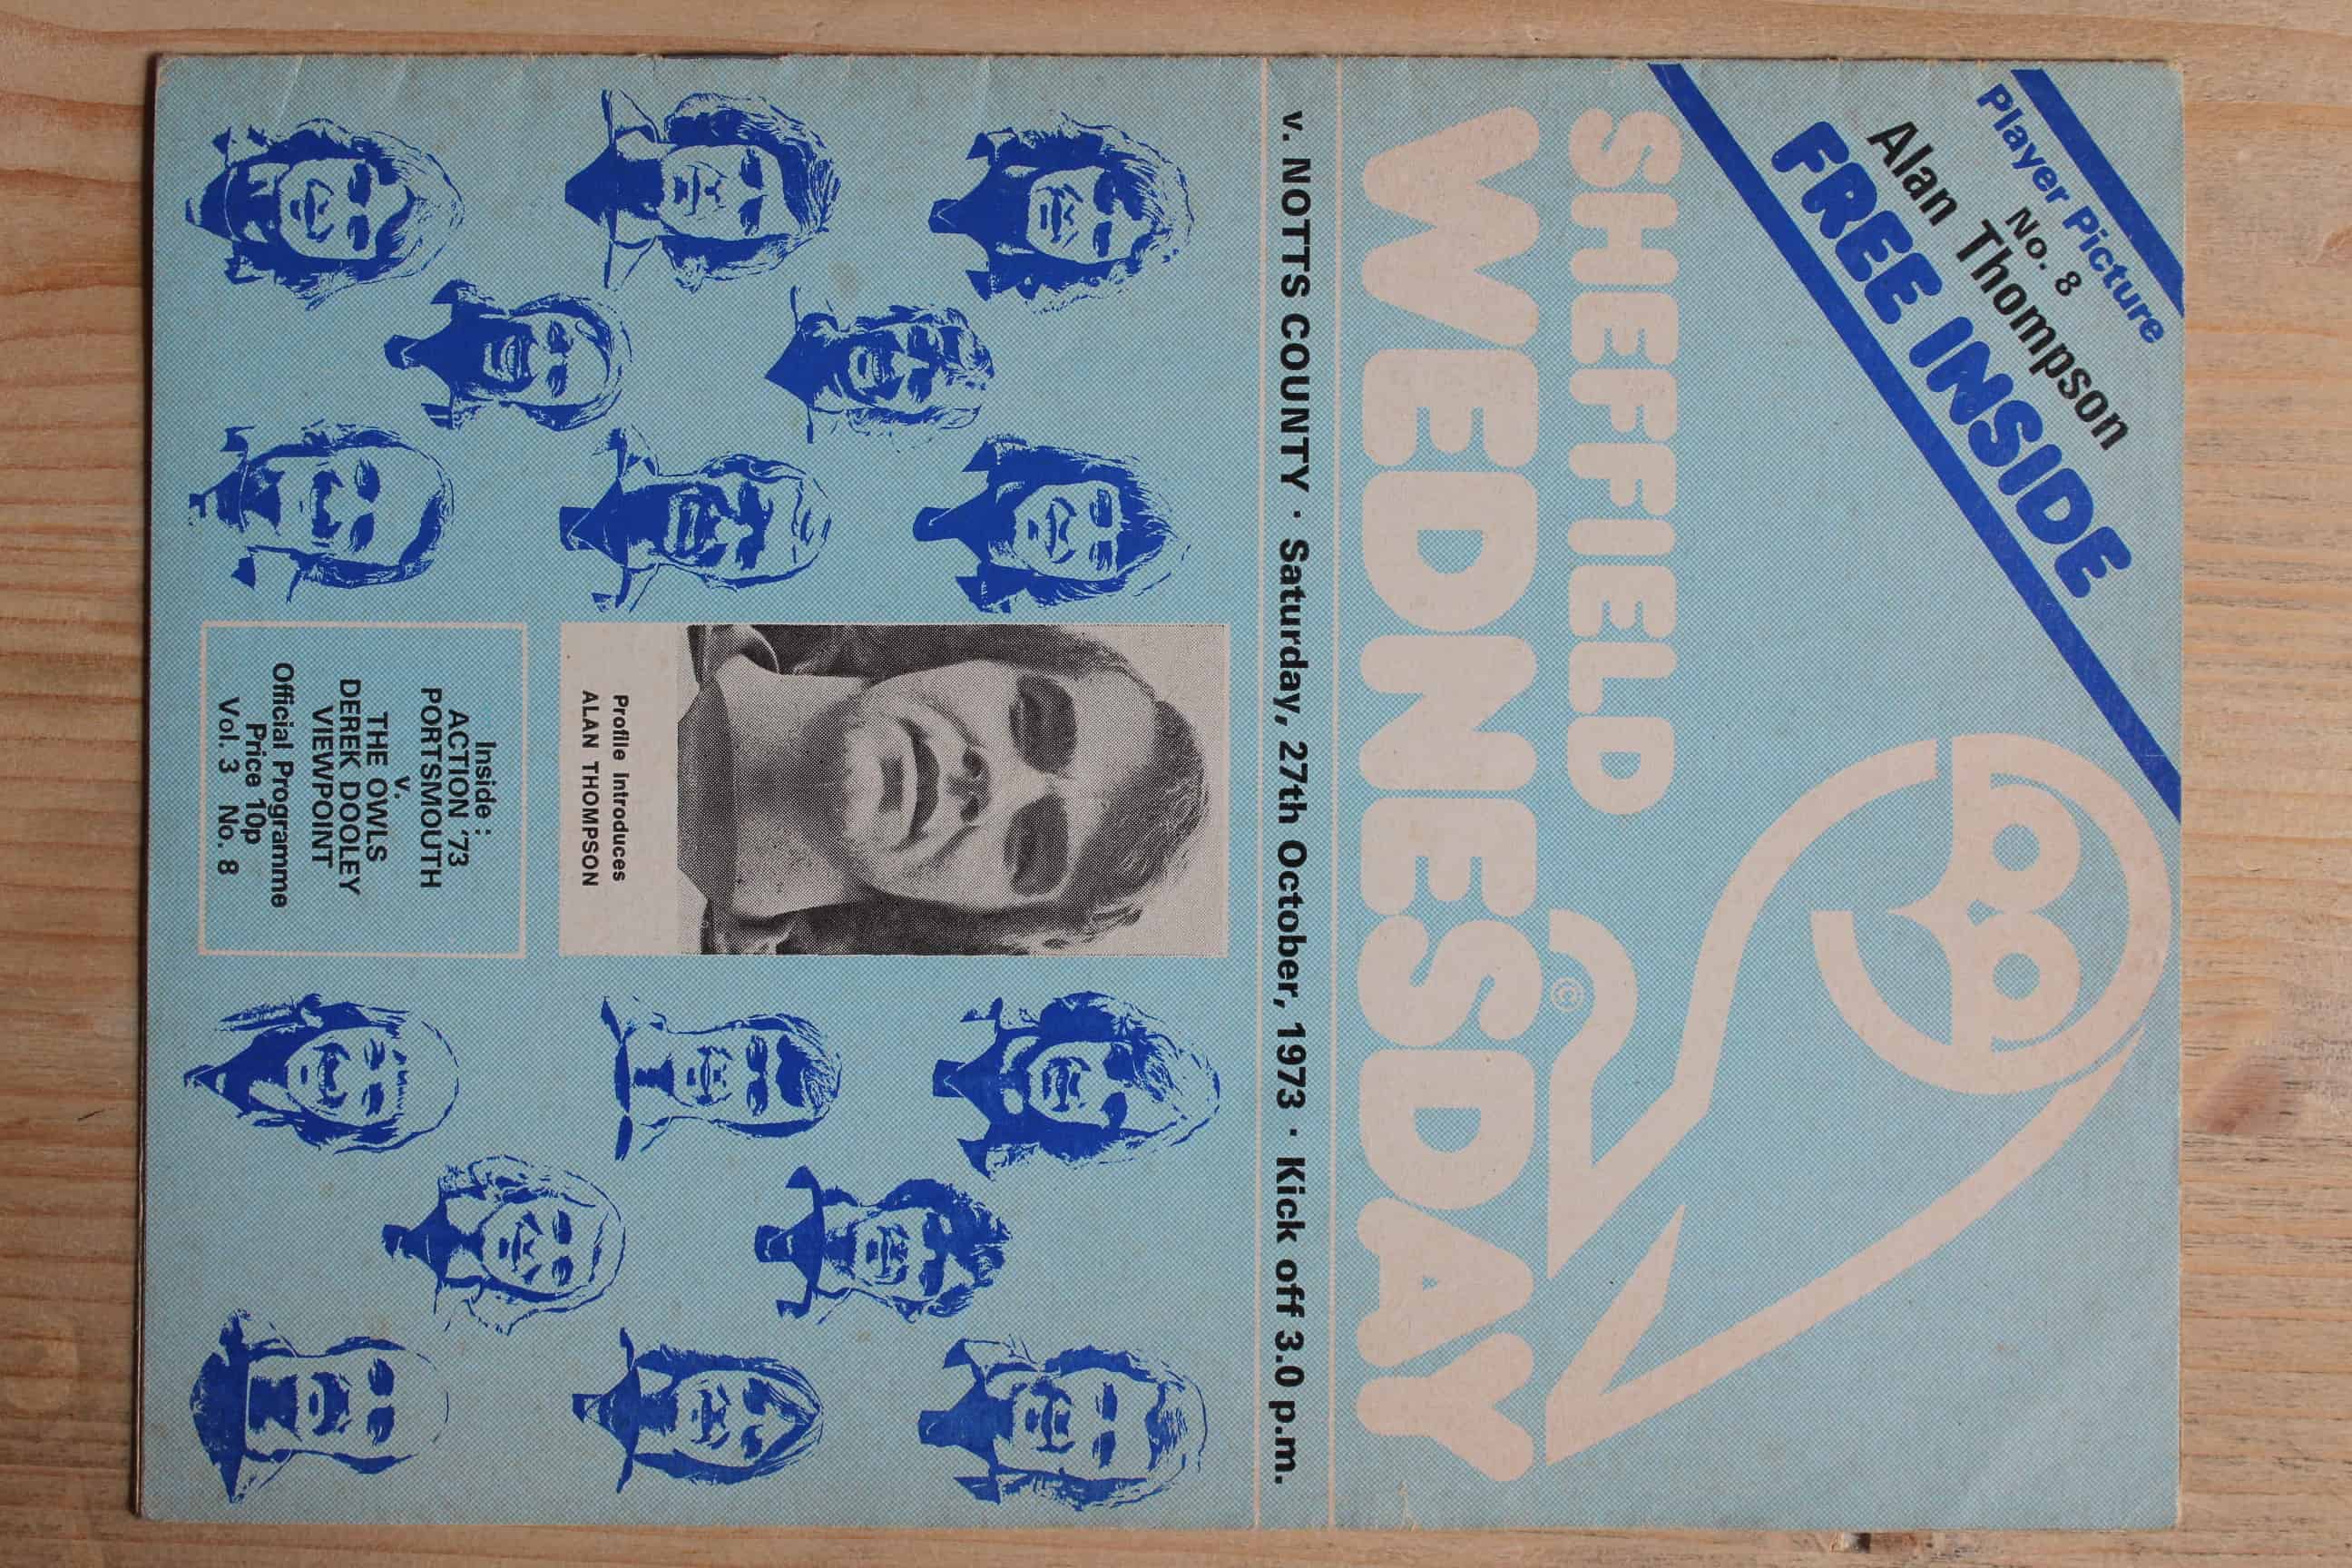 Player Picture
No. 8
Alan Thompson
FREE INSIDE
©
SHEFFIELD
WEDNESDAY
v. NOTTS COUNTY · Saturday, 27th October, 1973 · Kick off 3.0 p.m.
Profile Introduces
ALAN THOMPSON
Inside :
ACTION '73
PORTSMOUTH
v.
THE OWLS
DEREK DOOLEY
VIEWPOINT
Official Programme
Price 10p
Vol. 3 No. 8